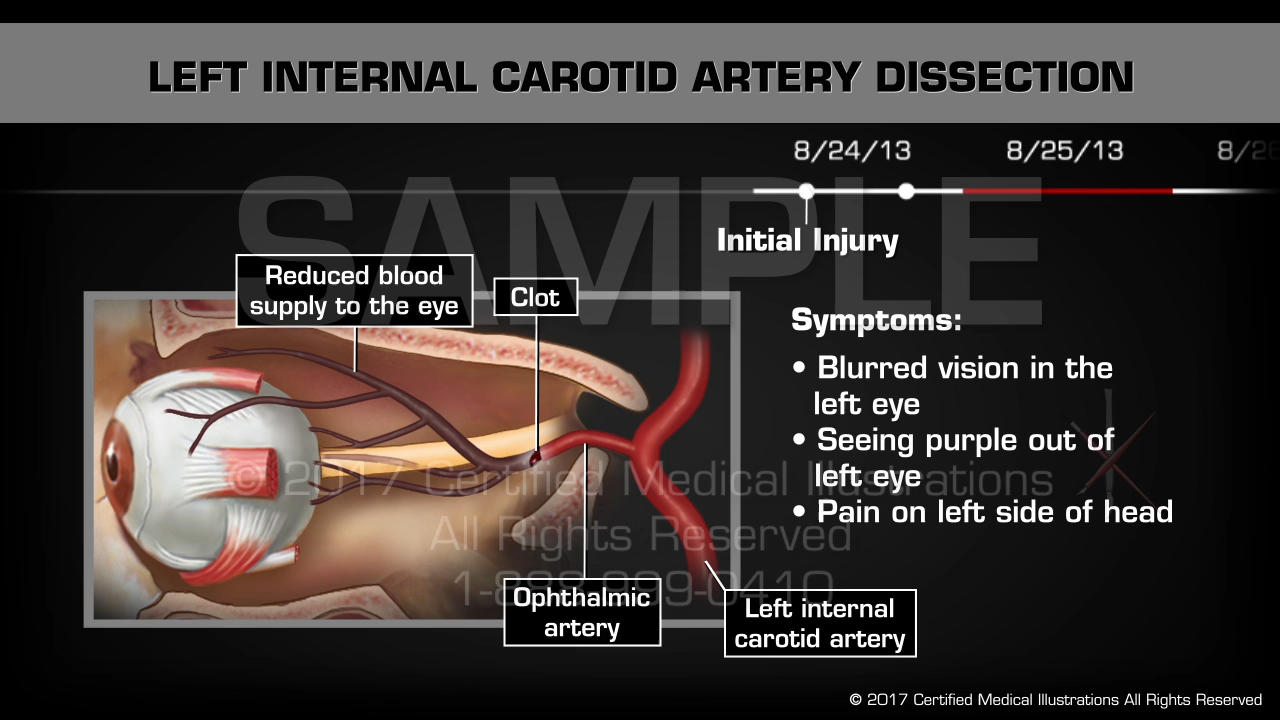 LEFT INTERNAL CAROTID ARTERY DISSECTION
8/24/13
8/25/13
8/26
Initial Injury
SAMPLE
Reduced blood
supply to the eye
Clot
Symptoms:
• Blurred vision in the
left eye
• Seeing purple out of
left eye
• Pain on left side of head
© 2017 Certified Medical Illustrations
All Rights Reserved
Ophthalmic
artery
Left internal
carotid artery
© 2017 Certified Medical Illustrations All Rights Reserved